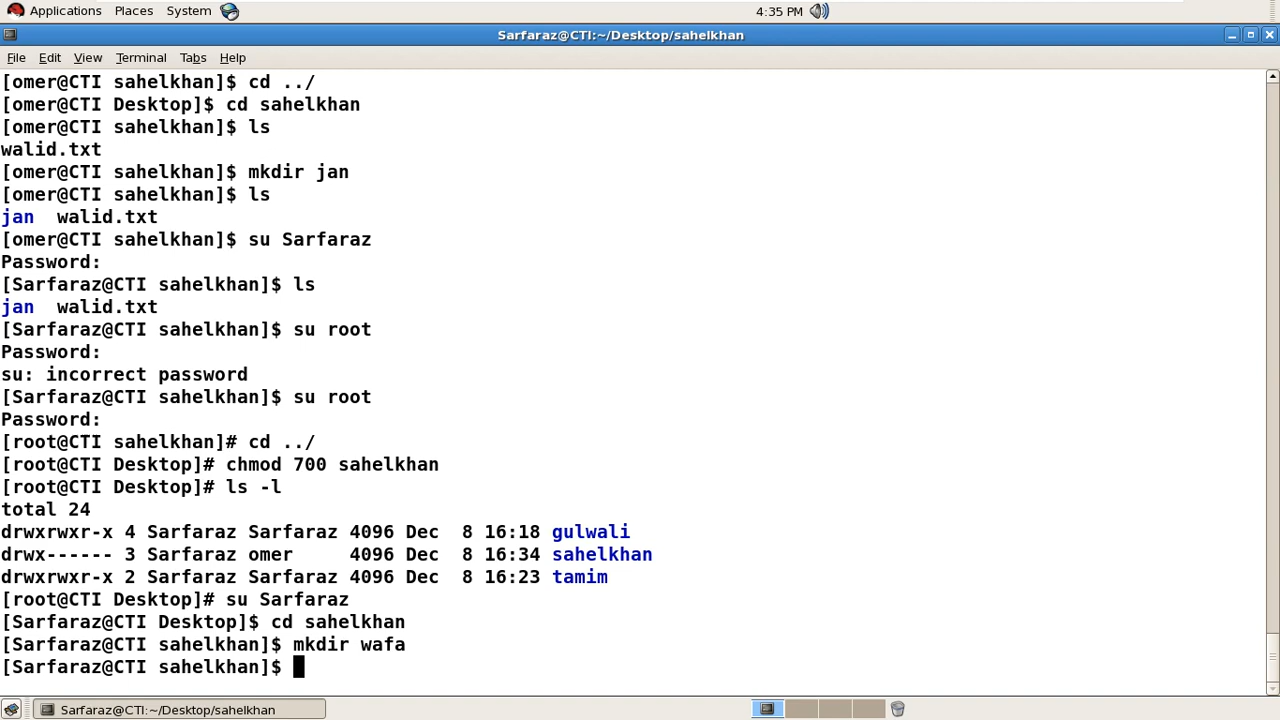 Applications Places System 4:35 PM
Sarfaraz@CTI:~/Desktop/sahelkhan
File Edit View Terminal Tabs Help
[omer@CTI sahelkhan]$ cd ../
[omer@CTI Desktop]$ cd sahelkhan
[omer@CTI sahelkhan]$ ls
walid.txt
[omer@CTI sahelkhan]$ mkdir jan
[omer@CTI sahelkhan]$ ls
jan  walid.txt
[omer@CTI sahelkhan]$ su Sarfaraz
Password:
[Sarfaraz@CTI sahelkhan]$ ls
jan  walid.txt
[Sarfaraz@CTI sahelkhan]$ su root
Password:
su: incorrect password
[Sarfaraz@CTI sahelkhan]$ su root
Password:
[root@CTI sahelkhan]# cd ../
[root@CTI Desktop]# chmod 700 sahelkhan
[root@CTI Desktop]# ls -l
total 24
drwxrwxr-x 4 Sarfaraz Sarfaraz 4096 Dec  8 16:18 gulwali
drwx------ 3 Sarfaraz omer     4096 Dec  8 16:34 sahelkhan
drwxrwxr-x 2 Sarfaraz Sarfaraz 4096 Dec  8 16:23 tamim
[root@CTI Desktop]# su Sarfaraz
[Sarfaraz@CTI Desktop]$ cd sahelkhan
[Sarfaraz@CTI sahelkhan]$ mkdir wafa
[Sarfaraz@CTI sahelkhan]$
Sarfaraz@CTI:~/Desktop/sahelkhan